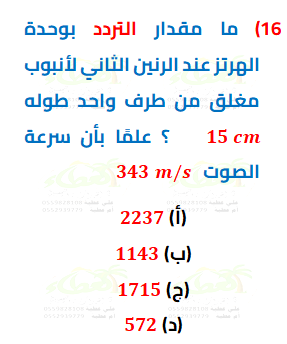 16) ما مقدار التردد بوحدة
الهرتز عند الرنين الثاني لأنبوب
مغلق من طرف واحد طوله
15 cm ؟ علمًا بأن سرعة
الصوت 343 m/s
(أ) 2237
(ب) 1143
(ج) 1715
(د) 572